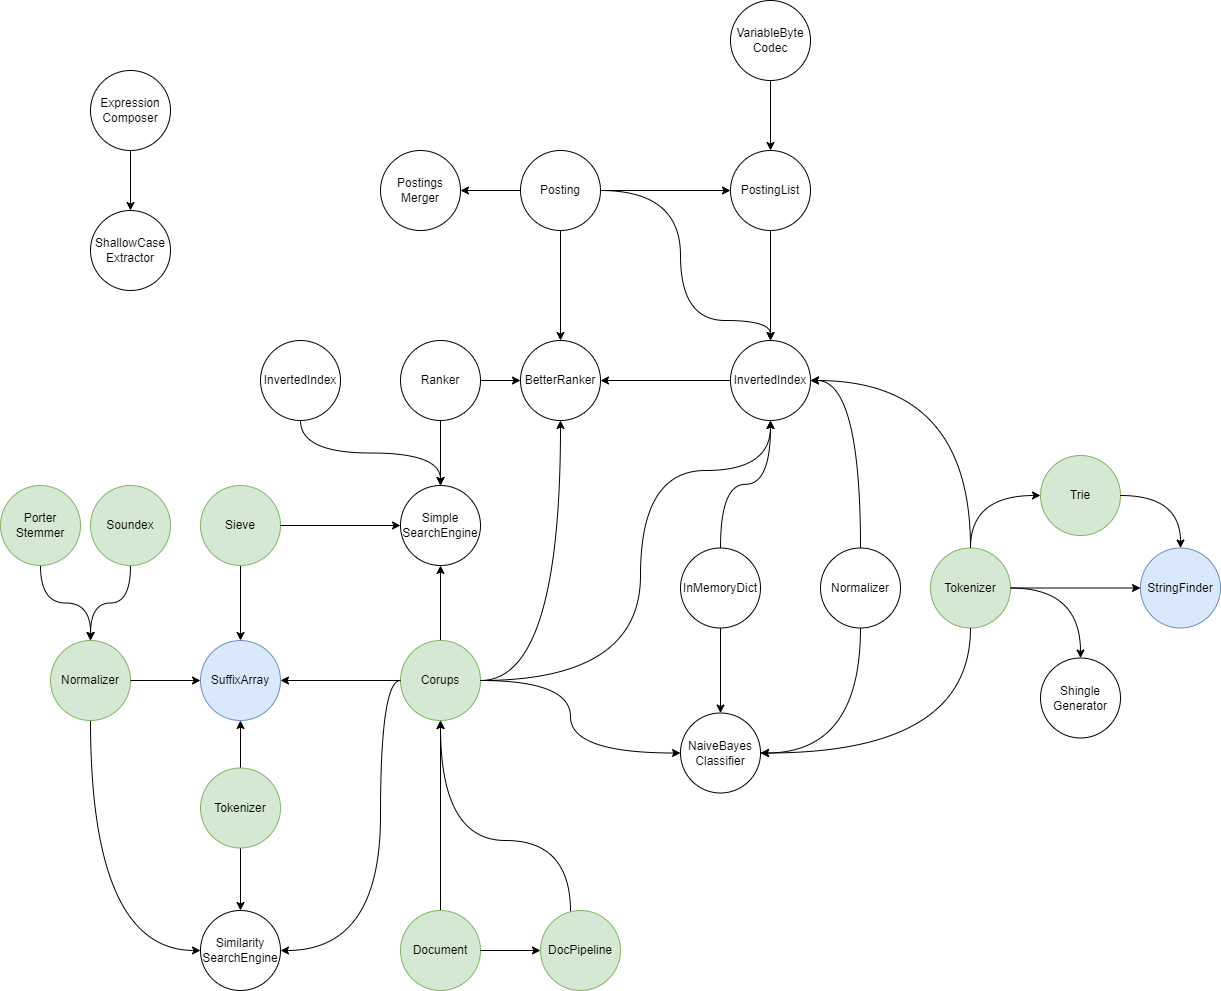 VariableByte
Codec
Expression
Composer
Postings
Merger
Posting
PostingList
ShallowCase
Extractor
InvertedIndex
Ranker
BetterRanker
InvertedIndex
Porter
Stemmer
Soundex
Sieve
Simple
SearchEngine
Trie
InMemoryDict
Normalizer
Tokenizer
StringFinder
Normalizer
SuffixArray
Corups
Shingle
Generator
NaiveBayes
Classifier
Tokenizer
Similarity
SearchEngine
Document
DocPipeline